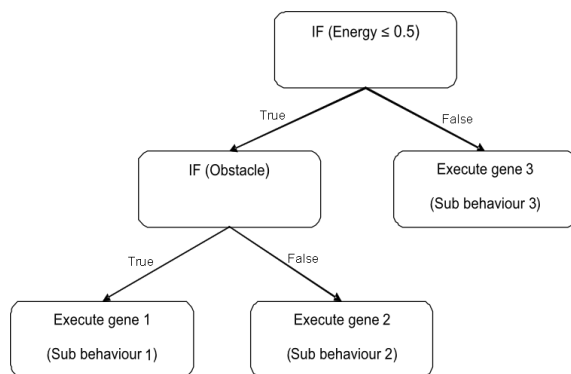 IF (Energy ≤ 0.5)
True
False
IF (Obstacle)
Execute gene 3
(Sub behaviour 3)
True
False
Execute gene 1
(Sub behaviour 1)
Execute gene 2
(Sub behaviour 2)